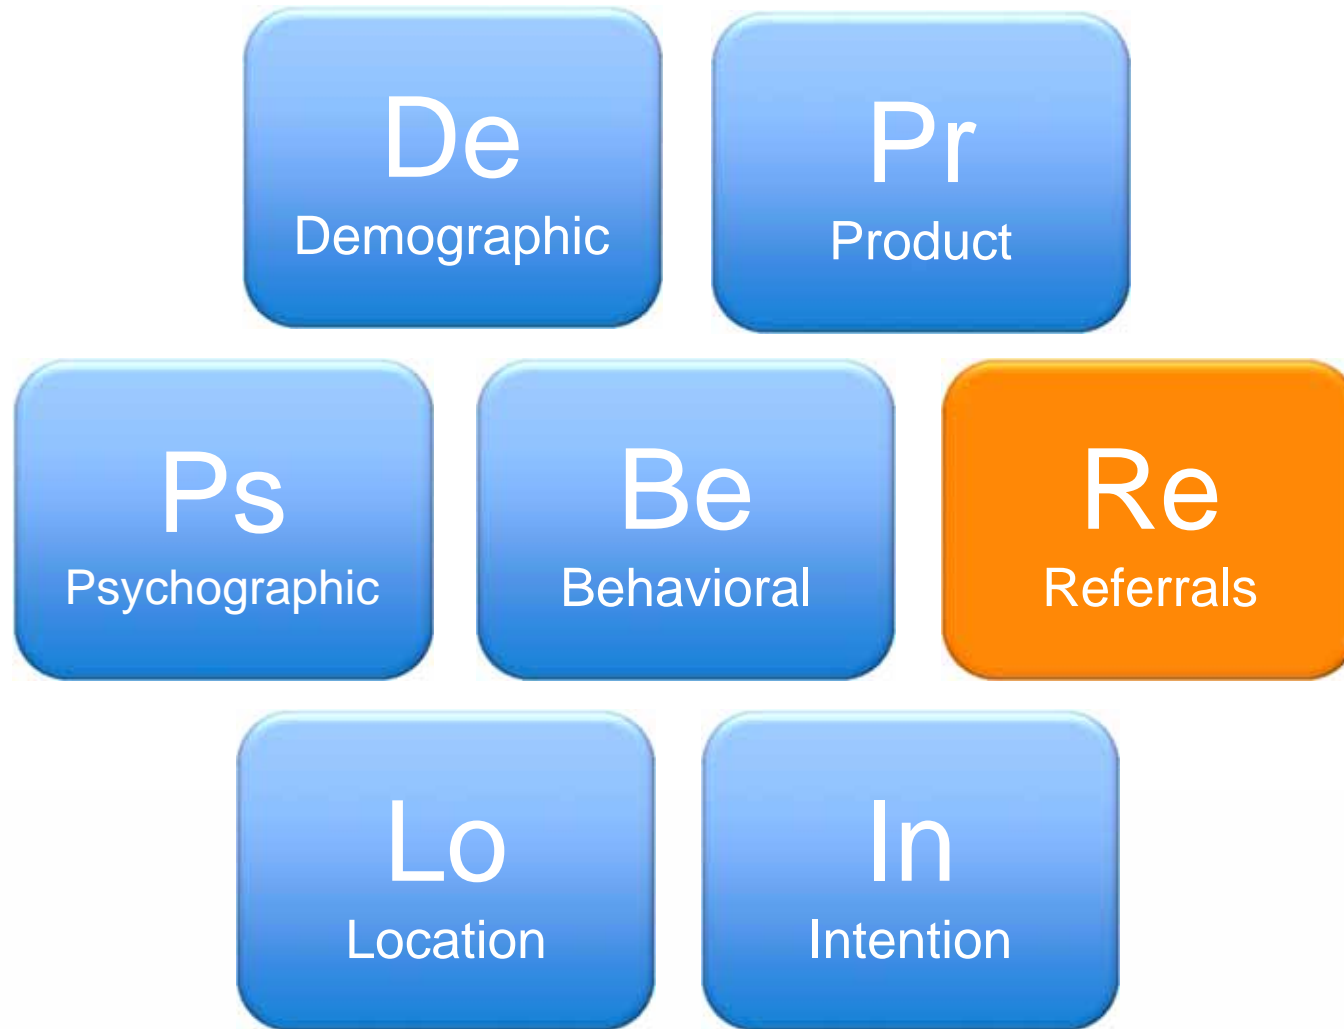 De
Demographic
Pr
Product
Ps
Psychographic
Be
Behavioral
Re
Referrals
Lo
Location
In
Intention